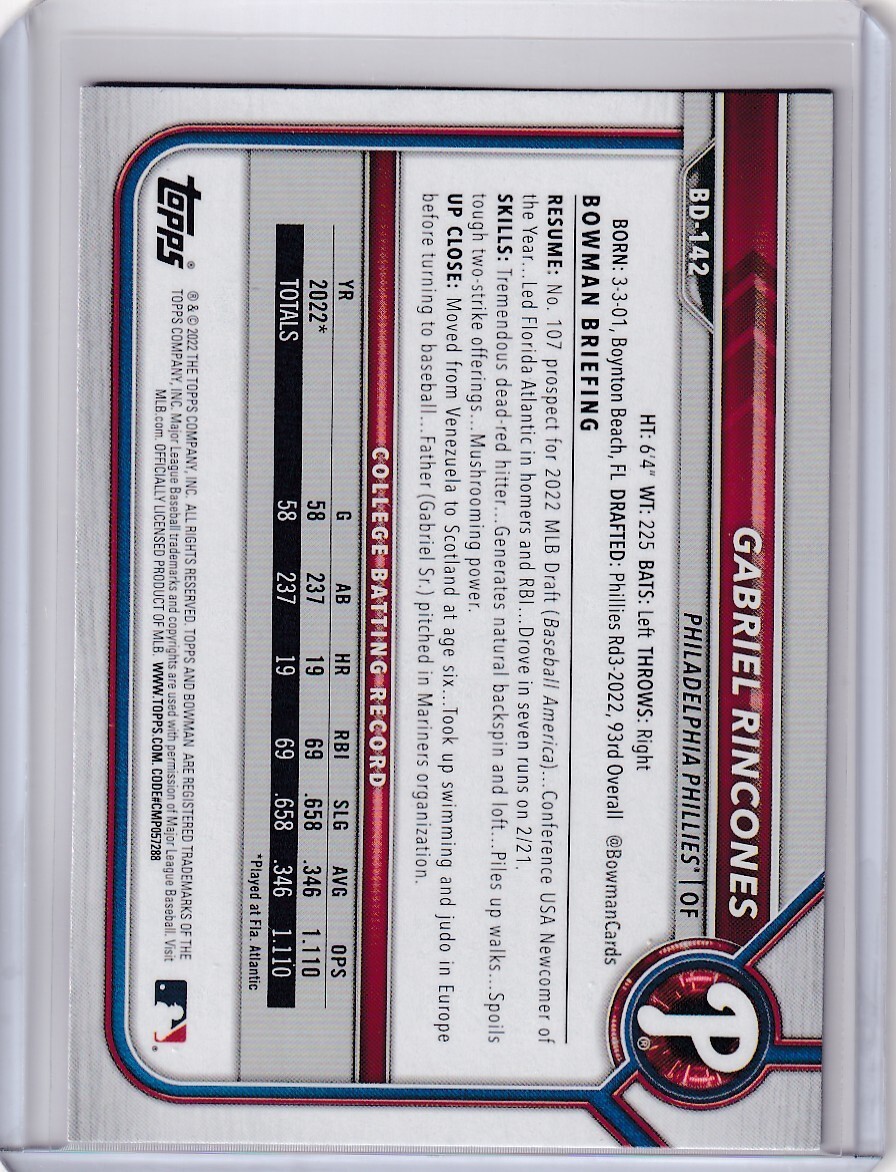 BD-142
GABRIEL RINCONES
PHILADELPHIA PHILLIES® | OF
HT: 6'4" WT: 225 BATS: Left THROWS: Right
BORN: 3-3-01, Boynton Beach, FL DRAFTED: Phillies Rd3-2022, 93rd Overall @BowmanCards
P®
BOWMAN BRIEFING
RESUME: No. 107 prospect for 2022 MLB Draft (Baseball America)...Conference USA Newcomer of
the Year...Led Florida Atlantic in homers and RBI...Drove in seven runs on 2/21.
SKILLS: Tremendous dead-red hitter...Generates natural backspin and loft...Piles up walks...Spoils
tough two-strike offerings...Mushrooming power.
UP CLOSE: Moved from Venezuela to Scotland at age six...Took up swimming and judo in Europe
before turning to baseball...Father (Gabriel Sr.) pitched in Mariners organization.
COLLEGE BATTING RECORD
YR G AB HR RBI SLG AVG OPS
2022* 58 237 19 69 .658 .346 1.110
TOTALS 58 237 19 69 .658 .346 1.110
*Played at Fla. Atlantic
topps®
® & © 2022 THE TOPPS COMPANY, INC. ALL RIGHTS RESERVED. TOPPS AND BOWMAN ARE REGISTERED TRADEMARKS OF THE
TOPPS COMPANY, INC. Major League Baseball trademarks and copyrights are used with permission of Major League Baseball. Visit
MLB.com. OFFICIALLY LICENSED PRODUCT OF MLB. WWW.TOPPS.COM. CODE#CMP057288